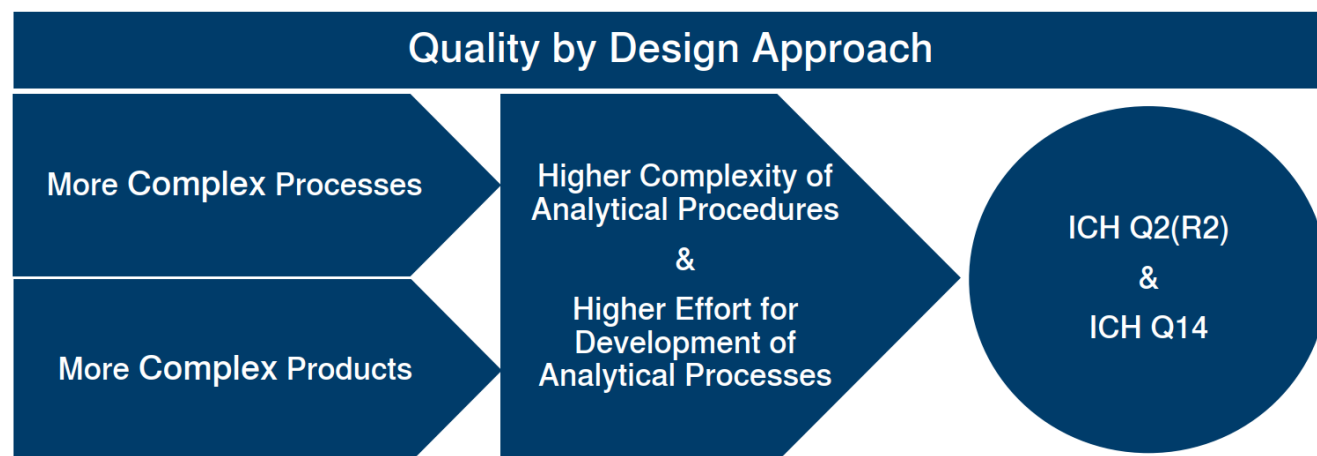 Quality by Design Approach
More Complex Processes
More Complex Products
Higher Complexity of
Analytical Procedures
&
Higher Effort for
Development of
Analytical Processes
ICH Q2(R2)
&
ICH Q14